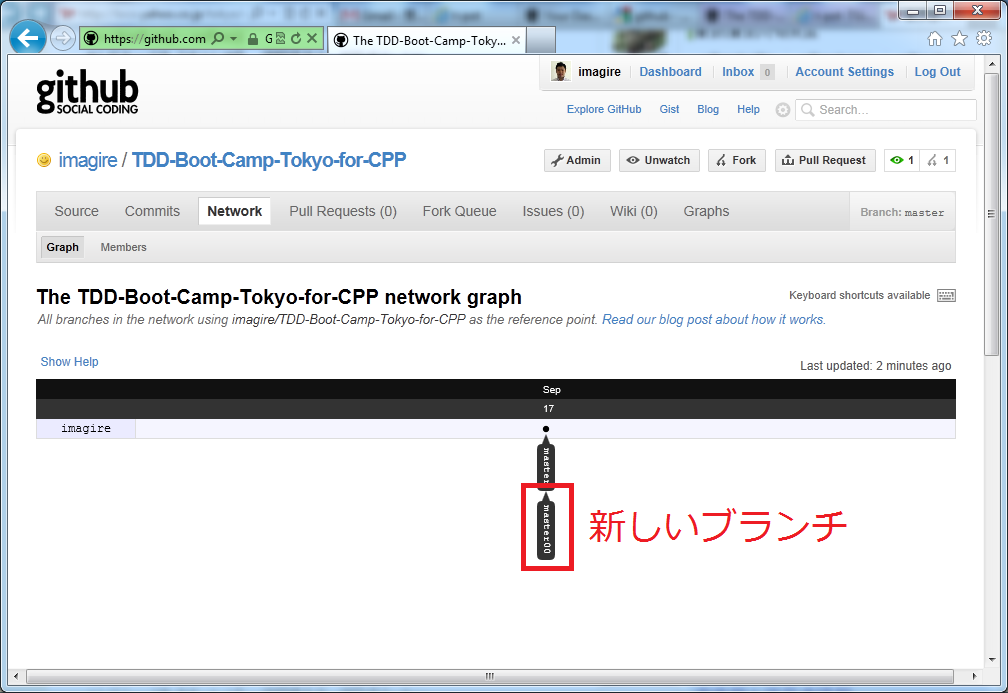 https://github.com
The TDD-Boot-Camp-Toky...
github
SOCIAL CODING
imagire Dashboard Inbox 0 Account Settings Log Out
Explore GitHub Gist Blog Help Search...
imagire / TDD-Boot-Camp-Tokyo-for-CPP
Admin Unwatch Fork Pull Request 1 1
Source Commits Network Pull Requests (0) Fork Queue Issues (0) Wiki (0) Graphs Branch: master
Graph Members
The TDD-Boot-Camp-Tokyo-for-CPP network graph
Keyboard shortcuts available
All branches in the network using imagire/TDD-Boot-Camp-Tokyo-for-CPP as the reference point. Read our blog post about how it works.
Show Help
Last updated: 2 minutes ago
Sep
17
imagire
master
master00
新しいブランチ